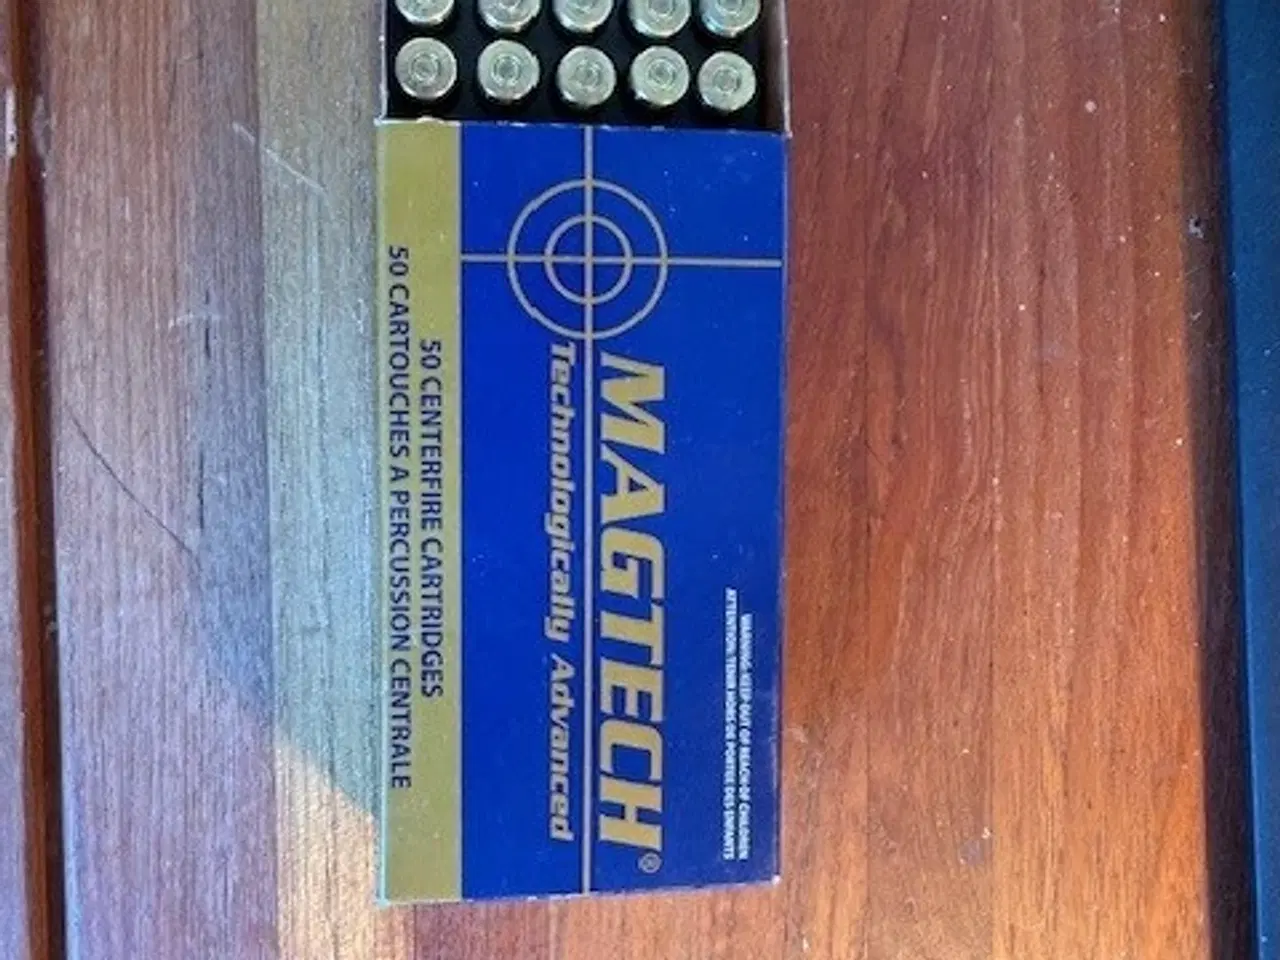 WARNING: KEEP OUT OF REACH OF CHILDREN
ATTENTION: TENIR HORS DE PORTEE DES ENFANTS
MAGTECH®
Technologically Advanced
50 CENTERFIRE CARTRIDGES
50 CARTOUCHES A PERCUSSION CENTRALE